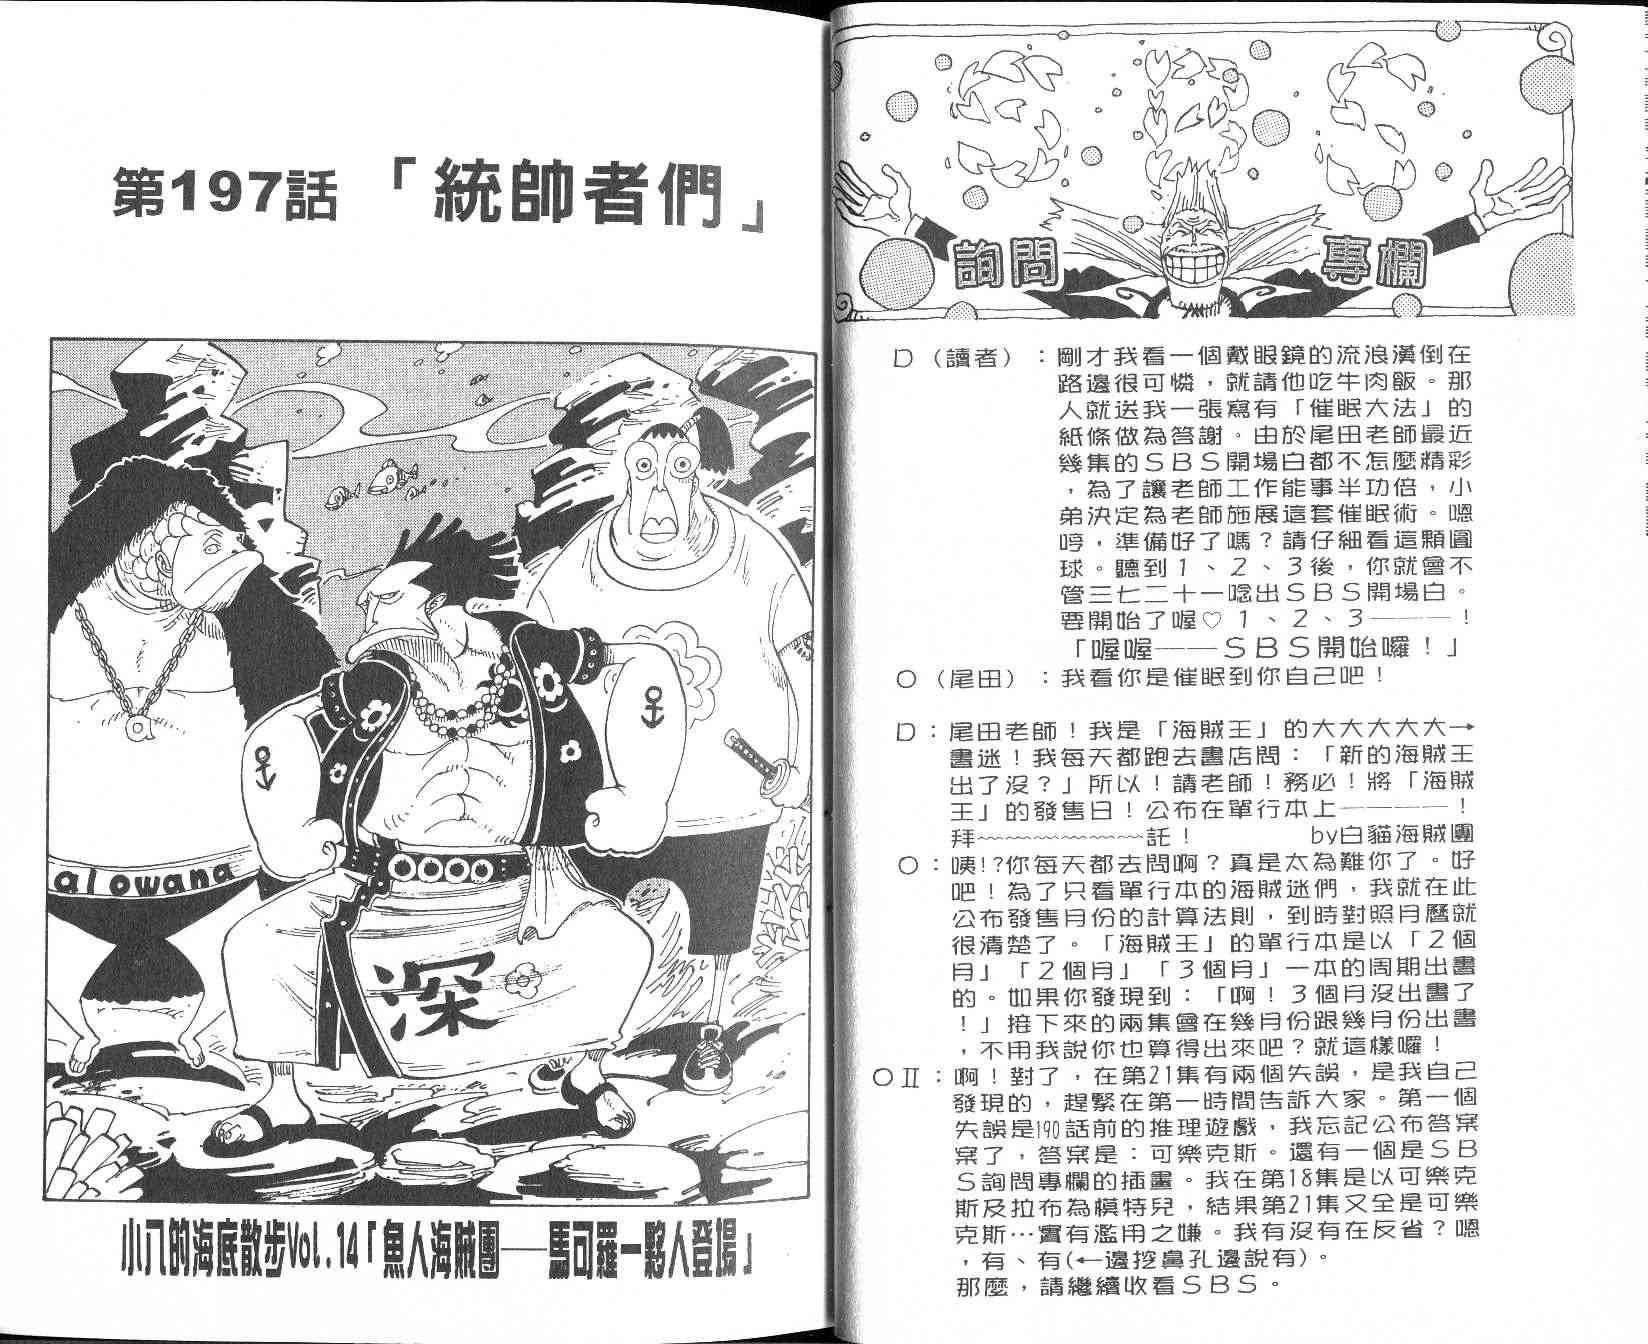 第197話 「統帥者們」
alowana
深
小八的海底散步Vol.14「魚人海賊團——馬可羅一夥人登場」
SBS
詢問專欄
D（讀者）：剛才我看一個戴眼鏡的流浪漢倒在
路邊很可憐，就請他吃牛肉飯。那
人就送我一張寫有「催眠大法」的
紙條做為答謝。由於尾田老師最近
幾集的ＳＢＳ開場白都不怎麼精彩
，為了讓老師工作能事半功倍，小
弟決定為老師施展這套催眠術。嗯
哼，準備好了嗎？請仔細看這顆圓
球。聽到１、２、３後，你就會不
管三七二十一唸出ＳＢＳ開場白。
要開始了喔♡１、２、３———！
「喔喔——ＳＢＳ開始囉！」
O（尾田）：我看你是催眠到你自己吧！
D：尾田老師！我是「海賊王」的大大大大大→
書迷！我每天都跑去書店問：「新的海賊王
出了沒？」所以！請老師！務必！將「海賊
王」的發售日！公布在單行本上————！
拜~~~~~~~~~~託！ by白貓海賊團
O：咦!?你每天都去問啊？真是太為難你了。好
吧！為了只看單行本的海賊迷們，我就在此
公布發售月份的計算法則，到時對照月曆就
很清楚了。「海賊王」的單行本是以「２個
月」「２個月」「３個月」一本的周期出書
的。如果你發現到：「啊！３個月沒出書了
！」接下來的兩集會在幾月份跟幾月份出書
，不用我說你也算得出來吧？就這樣囉！
OⅡ：啊！對了，在第21集有兩個失誤，是我自己
發現的，趕緊在第一時間告訴大家。第一個
失誤是190話前的推理遊戲，我忘記公布答案
案了，答案是：可樂克斯。還有一個是ＳＢ
Ｓ詢問專欄的插畫。我在第18集是以可樂克
斯及拉布為模特兒，結果第21集又全是可樂
克斯…實有濫用之嫌。我有沒有在反省？嗯
，有、有(←邊挖鼻孔邊說有)。
那麼，請繼續收看ＳＢＳ。